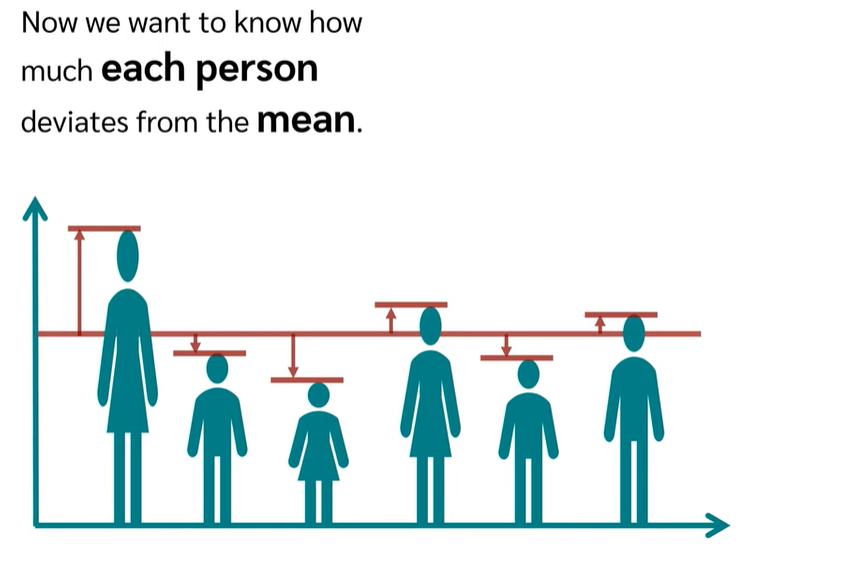 Now we want to know how
much each person
deviates from the mean.